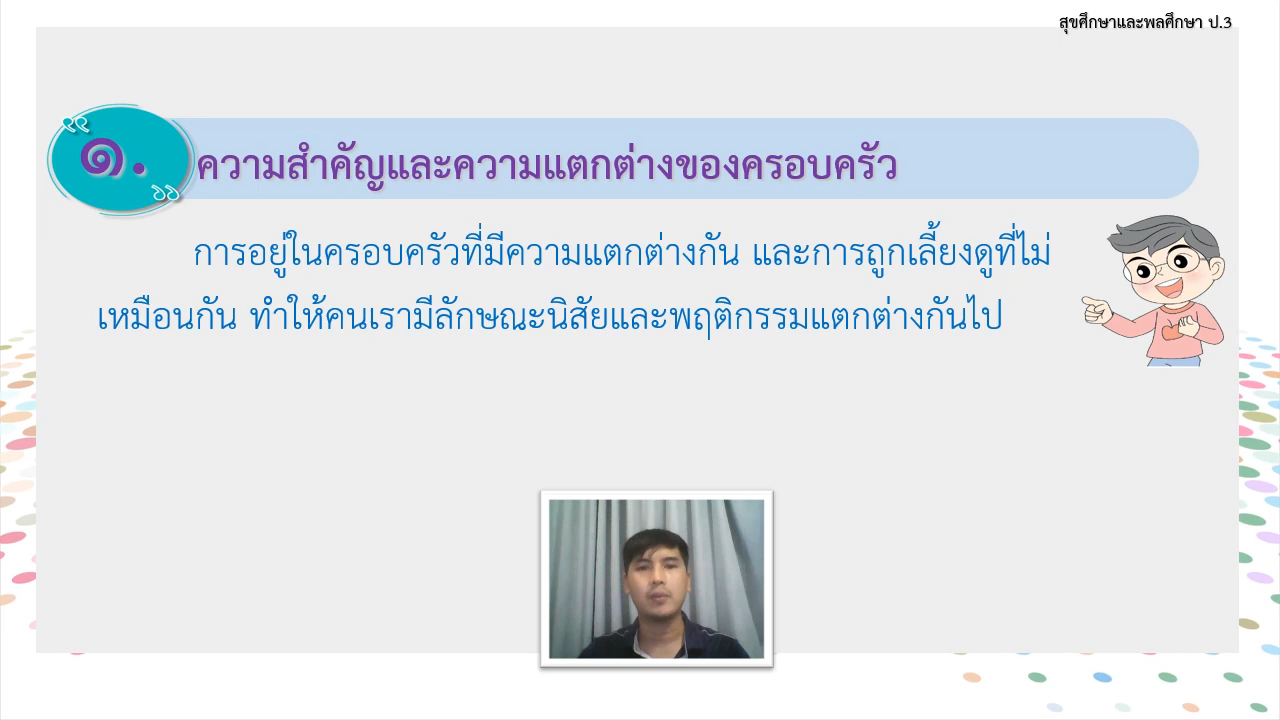 สุขศึกษาและพลศึกษา ป.3
๑. ความสำคัญและความแตกต่างของครอบครัว
การอยู่ในครอบครัวที่มีความแตกต่างกัน และการถูกเลี้ยงดูที่ไม่
เหมือนกัน ทำให้คนเรามีลักษณะนิสัยและพฤติกรรมแตกต่างกันไป